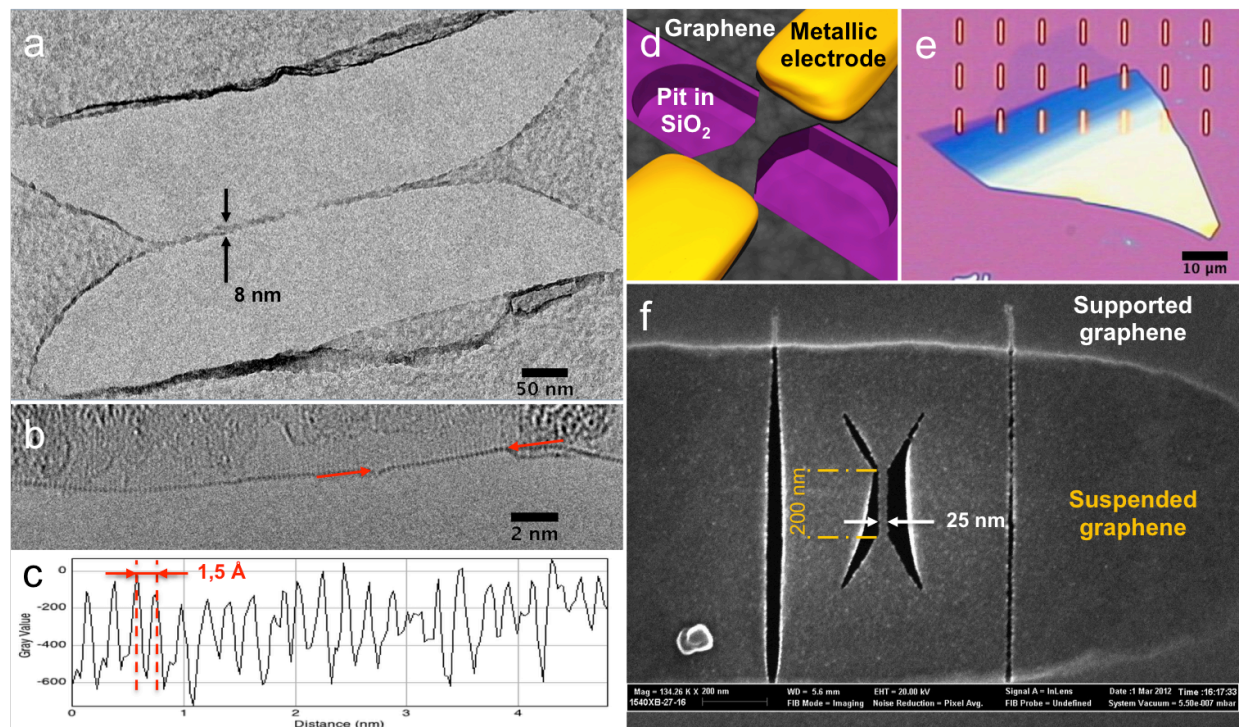 a
8 nm
50 nm
b
2 nm
c
1,5 Å
0
-200
-400
-600
Gray Value
0
1
2
3
4
Distance (nm)
d
Graphene
Metallic
electrode
Pit in
SiO₂
e
10 µm
f
Supported
graphene
200 nm
25 nm
Suspended
graphene
Mag = 134.26 K X 200 nm WD = 5.6 mm EHT = 20.00 kV Signal A = InLens Date :1 Mar 2012 Time :16:17:33
1540XB-27-16 FIB Mode = Imaging Noise Reduction = Pixel Avg. FIB Probe = Undefined System Vacuum = 5.50e-007 mbar